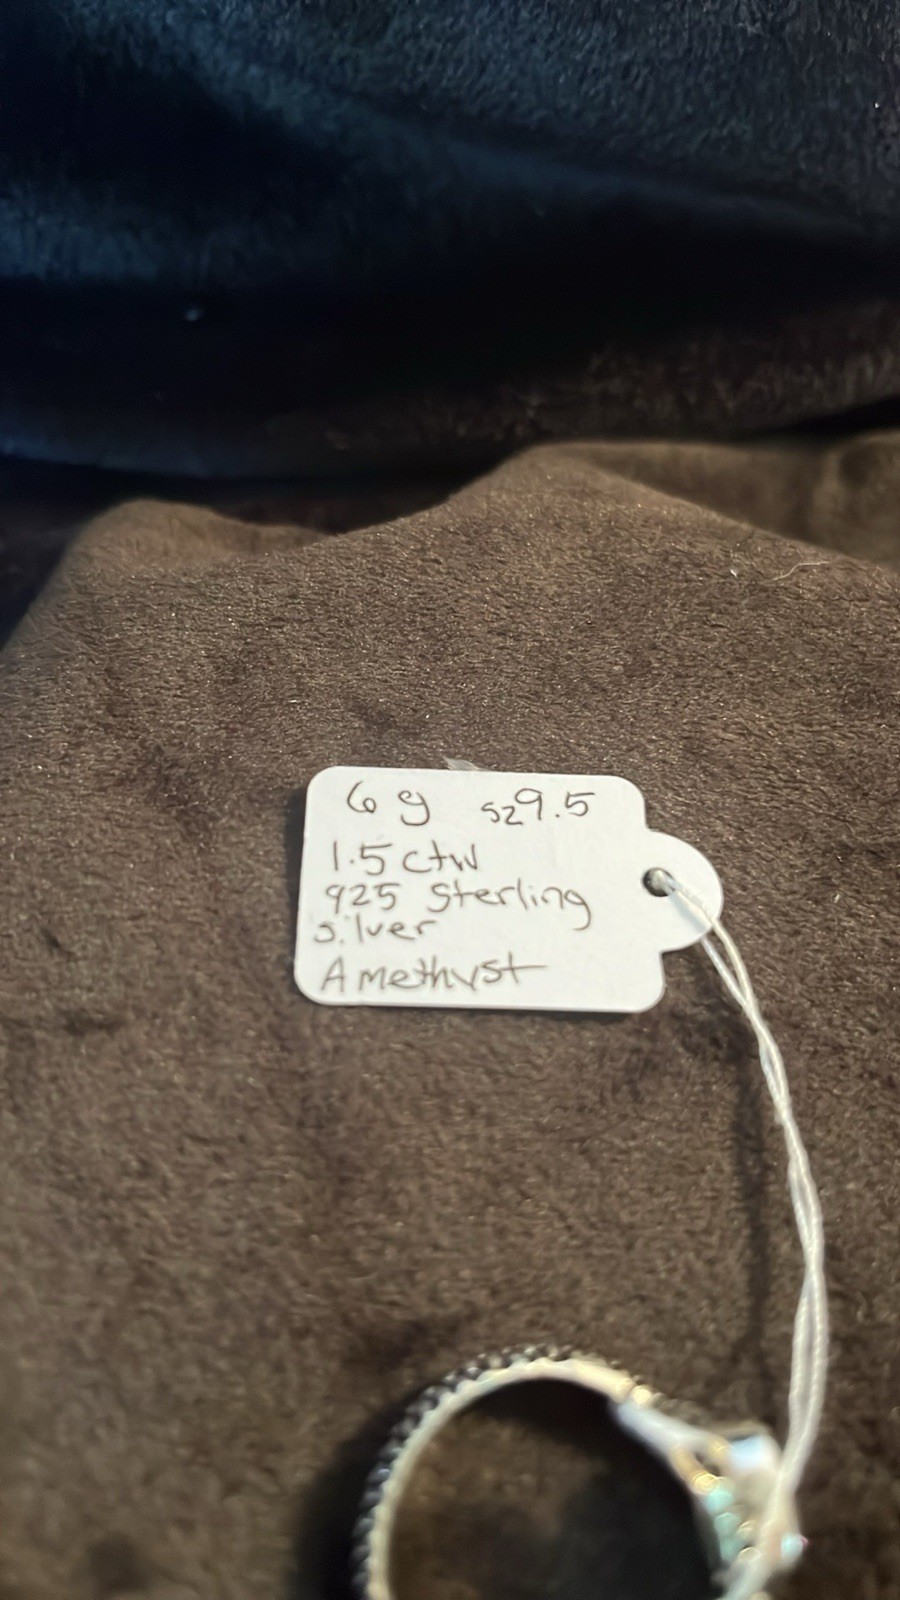 6 g sz9.5
1.5 ctw
925 Sterling
Silver
Amethyst